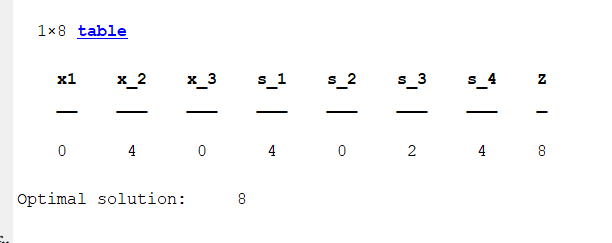 1×8 table
x1 x_2 x_3 s_1 s_2 s_3 s_4 Z
0 4 0 4 0 2 4 8
Optimal solution: 8